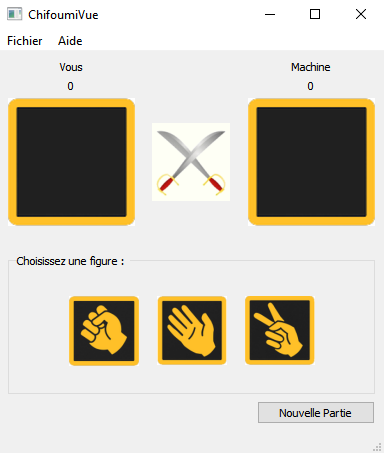 ChifoumiVue
Fichier Aide
Vous Machine
0 0
Choisissez une figure :
Nouvelle Partie